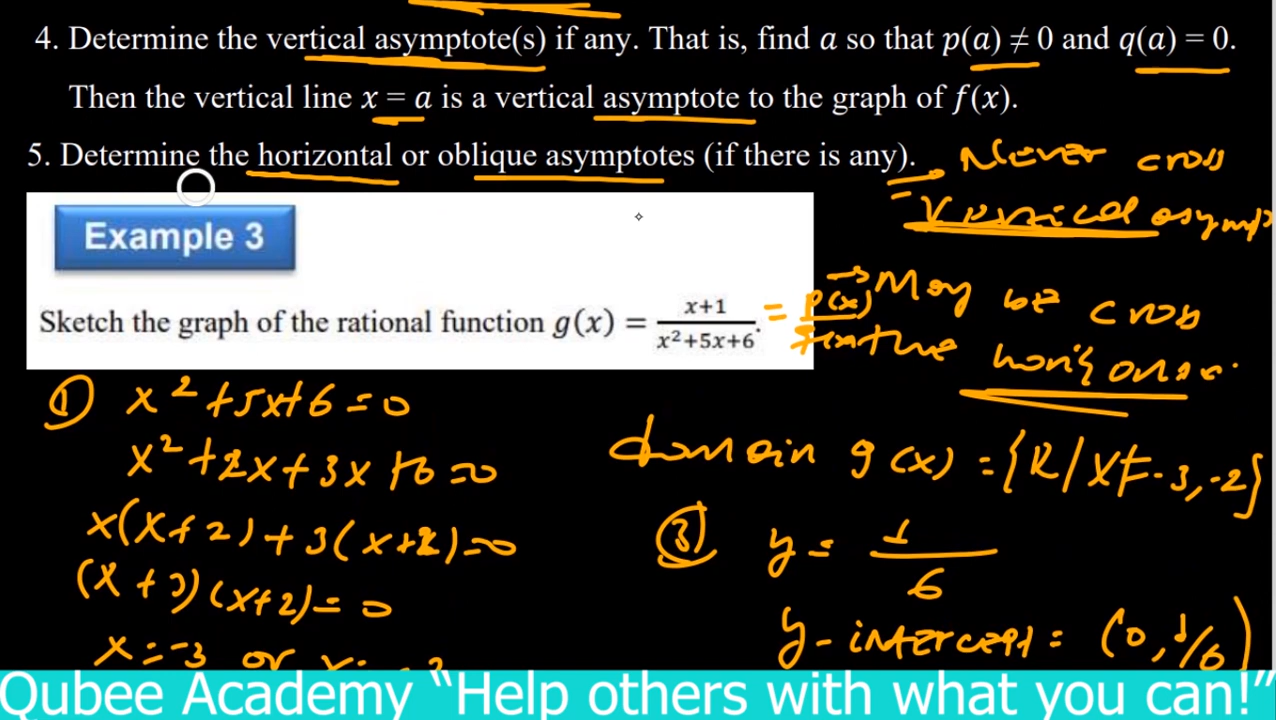 4. Determine the vertical asymptote(s) if any. That is, find a so that p(a) ≠ 0 and q(a) = 0.
Then the vertical line x = a is a vertical asymptote to the graph of f(x).
5. Determine the horizontal or oblique asymptotes (if there is any).
Never cross
Vertical asymp
Example 3
Sketch the graph of the rational function g(x) = x+1 / x²+5x+6. = p(x)
→ May be cross
the horizontal
① x² + 5x + 6 = 0
x² + 2x + 3x + 6 = 0
x(x + 2) + 3(x + 2) = 0
(x + 3)(x + 2) = 0
x = -3 or x =
domain g(x) = {R / x ≠ -3, -2}
③ y = 1 / 6
y-intercept = (0, 1/6)
Qubee Academy “Help others with what you can!”